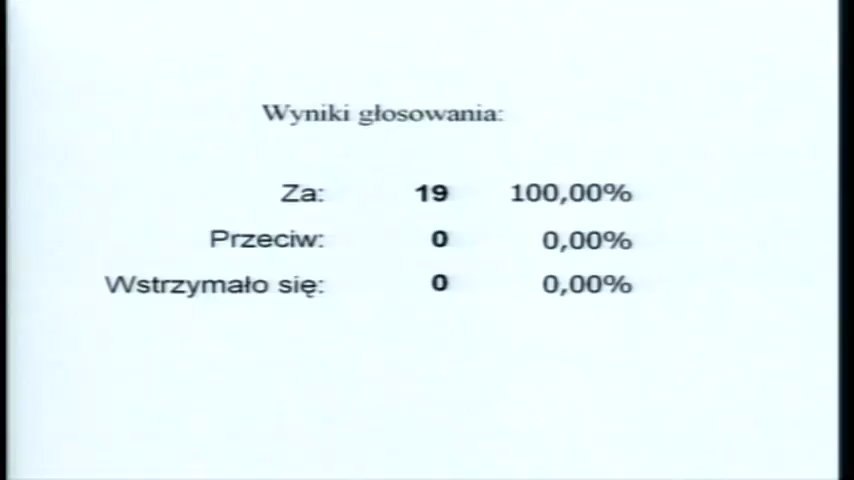 Wyniki głosowania:
Za: 19 100,00%
Przeciw: 0 0,00%
Wstrzymało się: 0 0,00%